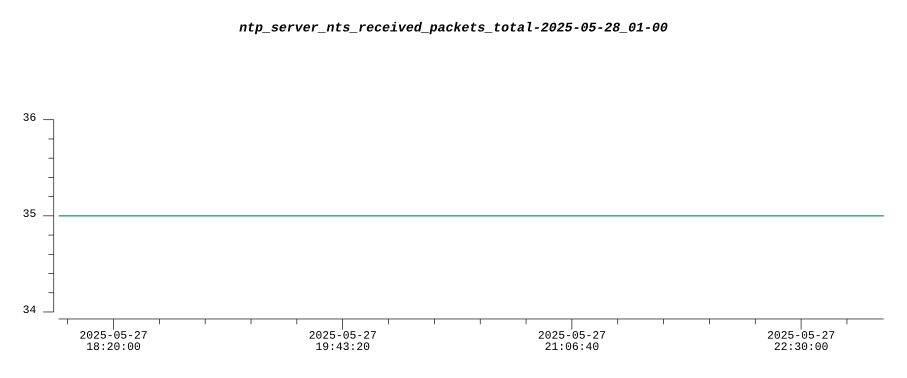 ntp_server_nts_received_packets_total-2025-05-28_01-00
36
35
34
2025-05-27 2025-05-27 2025-05-27 2025-05-27
18:20:00 19:43:20 21:06:40 22:30:00